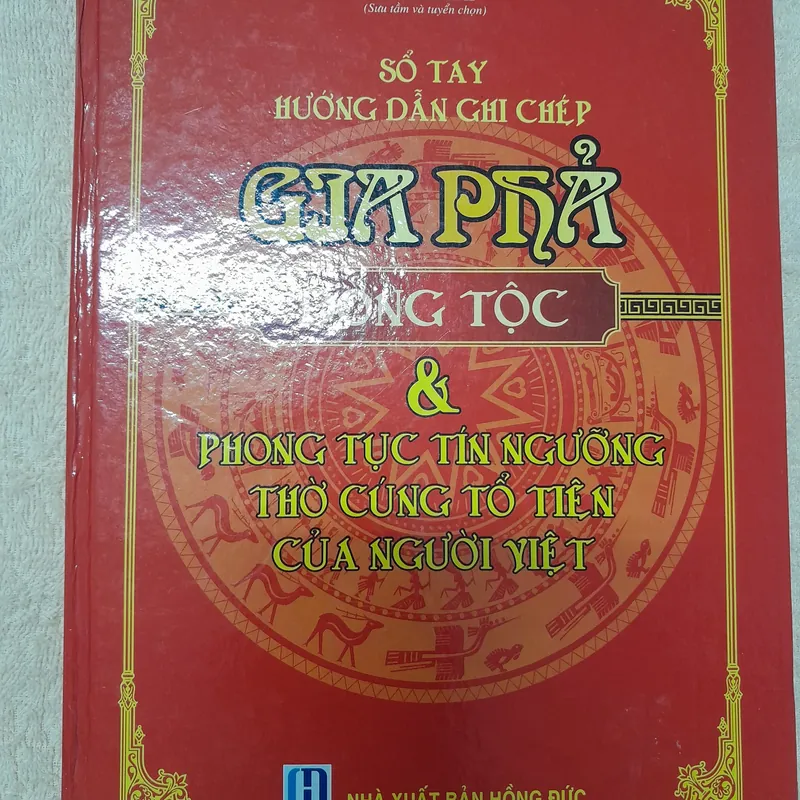 (Sưu tầm và tuyển chọn)
SỔ TAY
HƯỚNG DẪN GHI CHÉP
GIA PHẢ
DÒNG TỘC
&
PHONG TỤC TÍN NGƯỠNG
THỜ CÚNG TỔ TIÊN
CỦA NGƯỜI VIỆT
NHÀ XUẤT BẢN HỒNG ĐỨC